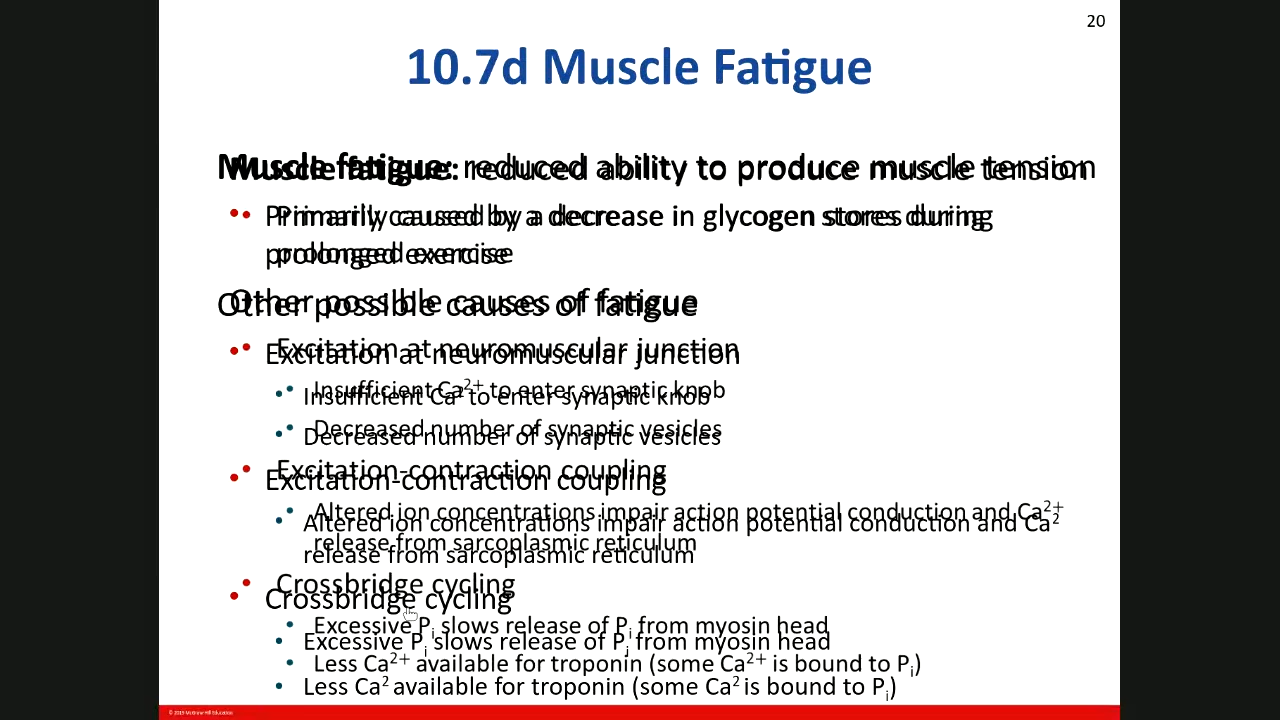 20
10.7d Muscle Fatigue
Muscle fatigue: reduced ability to produce muscle tension
• Primarily caused by a decrease in glycogen stores during
prolonged exercise
Other possible causes of fatigue
• Excitation at neuromuscular junction
• Insufficient Ca²⁺ to enter synaptic knob
• Decreased number of synaptic vesicles
• Excitation-contraction coupling
• Altered ion concentrations impair action potential conduction and Ca²⁺
release from sarcoplasmic reticulum
• Crossbridge cycling
• Excessive Pᵢ slows release of Pᵢ from myosin head
• Less Ca²⁺ available for troponin (some Ca²⁺ is bound to Pᵢ)
© 2019 McGraw-Hill Education